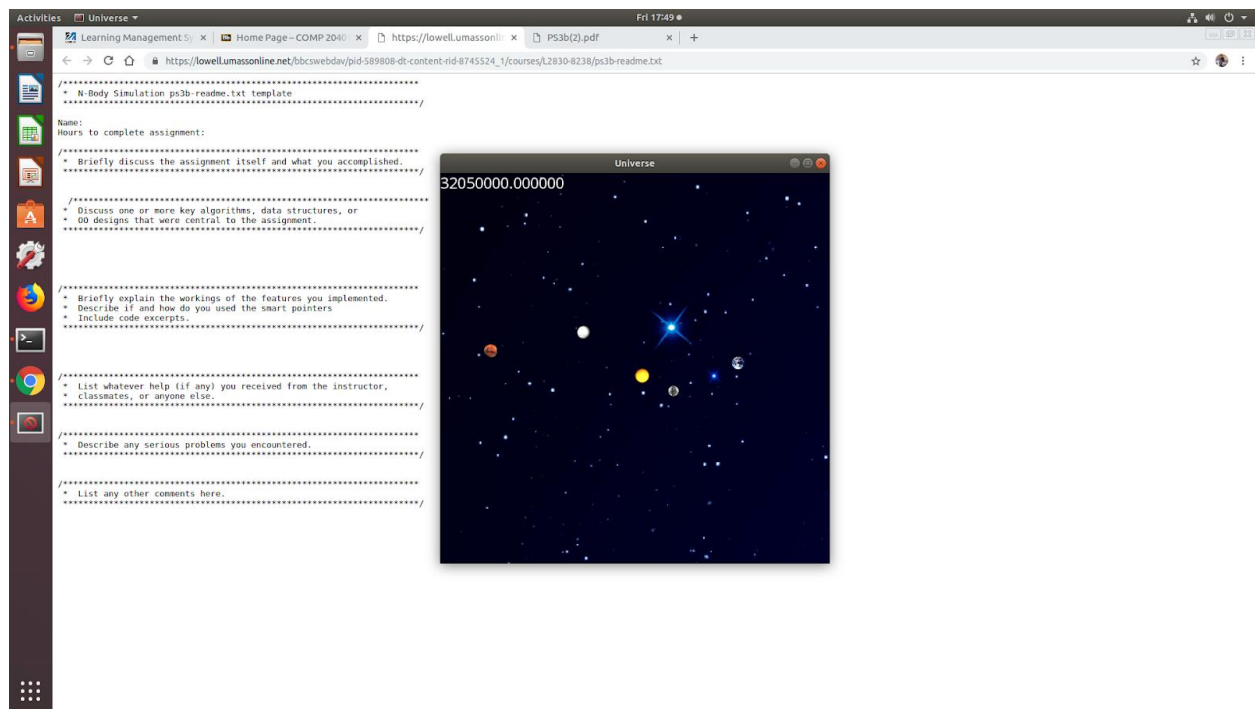 Activities Universe Fri 17:49
Learning Management Sy Home Page – COMP 2040 https://lowell.umassonlin PS3b(2).pdf
https://lowell.umassonline.net/bbcswebdav/pid-589808-dt-content-rid-8745524_1/courses/L2830-8238/ps3b-readme.txt
/**********************************************************************
* N-Body Simulation ps3b-readme.txt template
**********************************************************************/
Name:
Hours to complete assignment:
/**********************************************************************
* Briefly discuss the assignment itself and what you accomplished.
**********************************************************************/
/**********************************************************************
* Discuss one or more key algorithms, data structures, or
* OO designs that were central to the assignment.
**********************************************************************/
/**********************************************************************
* Briefly explain the workings of the features you implemented.
* Describe if and how do you used the smart pointers
* Include code excerpts.
**********************************************************************/
/**********************************************************************
* List whatever help (if any) you received from the instructor,
* classmates, or anyone else.
**********************************************************************/
/**********************************************************************
* Describe any serious problems you encountered.
**********************************************************************/
/**********************************************************************
* List any other comments here.
**********************************************************************/
Universe
32050000.000000